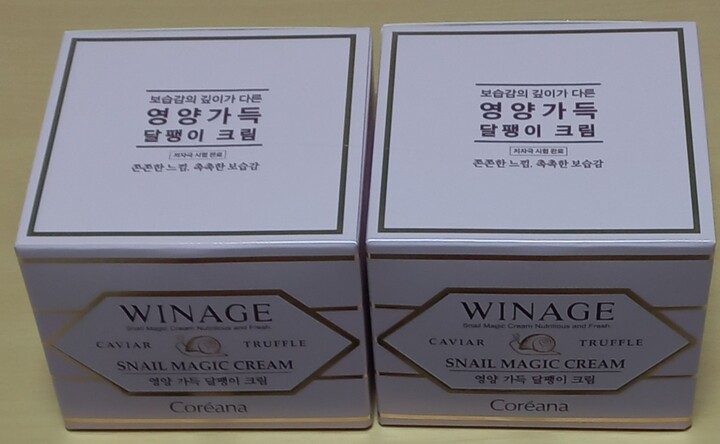 보습감의 깊이가 다른
영양가득
달팽이 크림
저자극 시험 완료
쫀쫀한 느낌, 촉촉한 보습감
WINAGE
Snail Magic Cream Nutritious and Fresh
CAVIAR TRUFFLE
SNAIL MAGIC CREAM
영양 가득 달팽이 크림
Coréana
보습감의 깊이가 다른
영양가득
달팽이 크림
저자극 시험 완료
쫀쫀한 느낌, 촉촉한 보습감
WINAGE
Snail Magic Cream Nutritious and Fresh
CAVIAR TRUFFLE
SNAIL MAGIC CREAM
영양 가득 달팽이 크림
Coréana